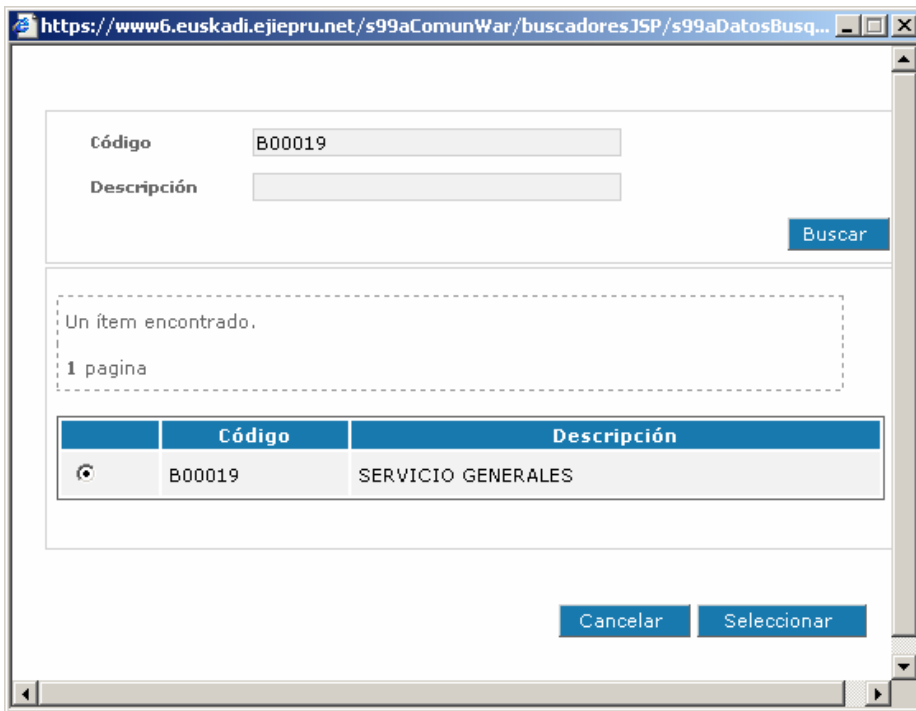 https://www6.euskadi.ejiepru.net/s99aComunWar/buscadoresJSP/s99aDatosBusq...
Código B00019
Descripción
Buscar
Un ítem encontrado.
1 pagina
Código Descripción
B00019 SERVICIO GENERALES
Cancelar Seleccionar